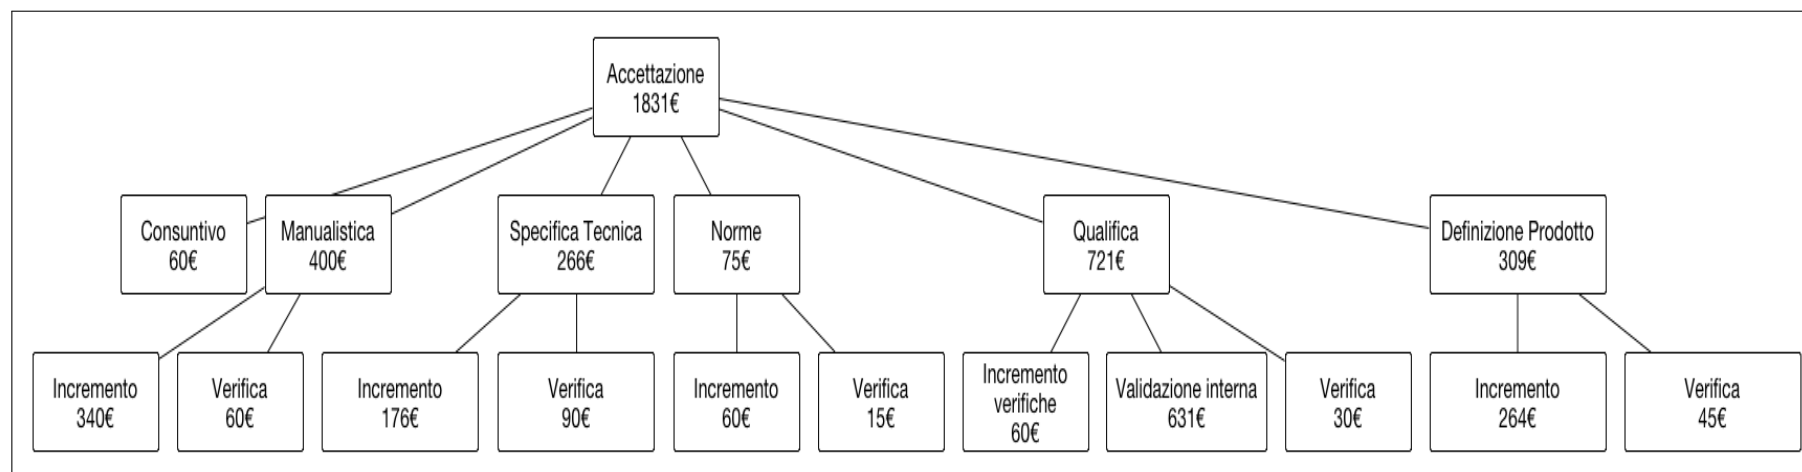 Accettazione
1831€
Consuntivo
60€
Manualistica
400€
Specifica Tecnica
266€
Norme
75€
Qualifica
721€
Definizione Prodotto
309€
Incremento
340€
Verifica
60€
Incremento
176€
Verifica
90€
Incremento
60€
Verifica
15€
Incremento
verifiche
60€
Validazione interna
631€
Verifica
30€
Incremento
264€
Verifica
45€